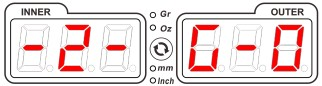 INNER
OUTER
-2-
G-0
Gr
Oz
mm
Inch